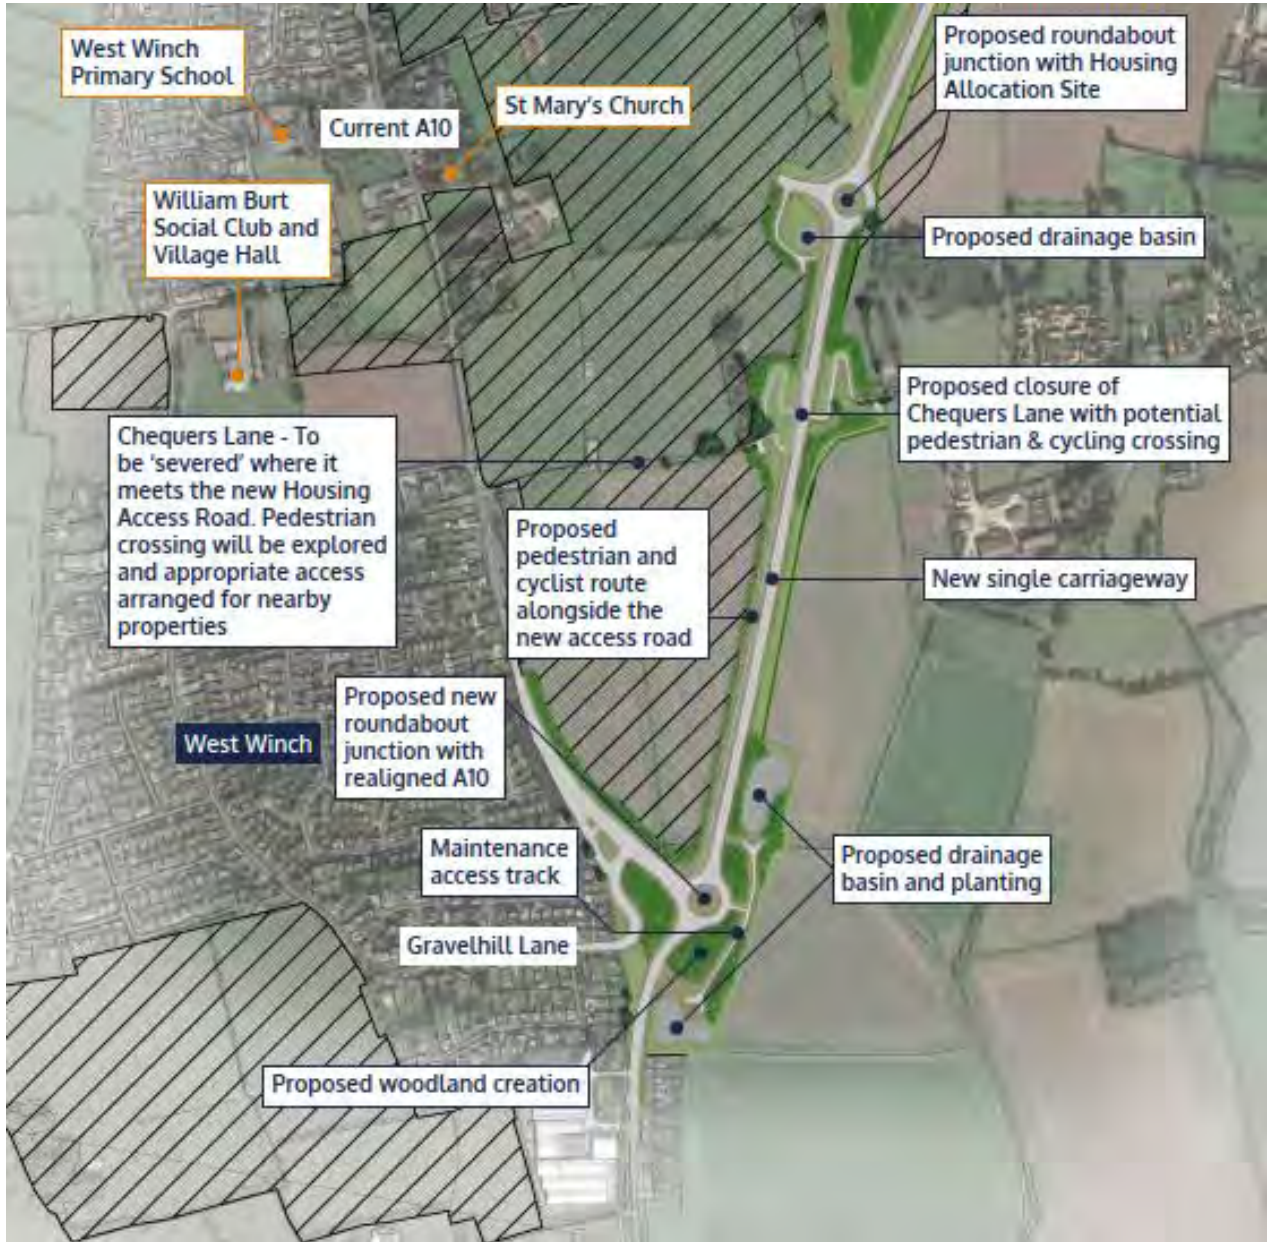 West Winch
Primary School
Current A10
St Mary's Church
Proposed roundabout
junction with Housing
Allocation Site
William Burt
Social Club and
Village Hall
Proposed drainage basin
Chequers Lane - To
be ‘severed’ where it
meets the new Housing
Access Road. Pedestrian
crossing will be explored
and appropriate access
arranged for nearby
properties
Proposed closure of
Chequers Lane with potential
pedestrian & cycling crossing
Proposed
pedestrian and
cyclist route
alongside the
new access road
New single carriageway
West Winch
Proposed new
roundabout
junction with
realigned A10
Maintenance
access track
Proposed drainage
basin and planting
Gravelhill Lane
Proposed woodland creation